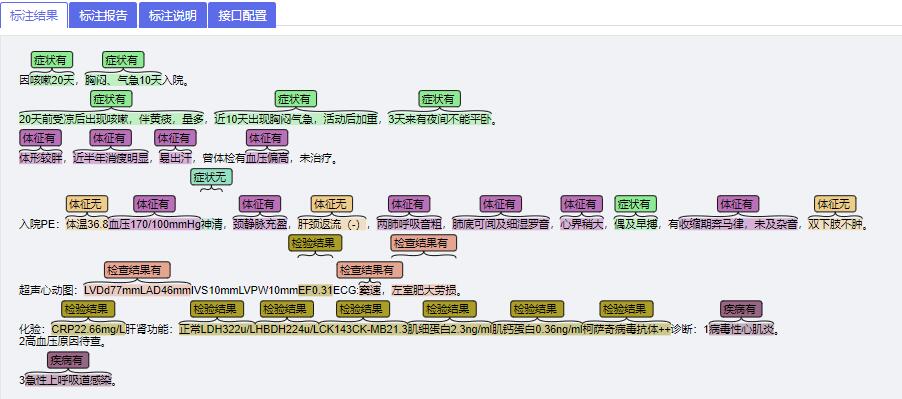 标注结果 标注报告 标注说明 接口配置
症状有 症状有
因咳嗽20天，胸闷、气急10天入院。
症状有 症状有 症状有
20天前受凉后出现咳嗽，伴黄痰，量多，近10天出现胸闷气急，活动后加重，3天来有夜间不能平卧。
体征有 体征有 体征有 体征有
体形较胖，近半年消瘦明显，易出汗，曾体检有血压偏高，未治疗。
症状无
体征无 体征有 体征有 体征无 体征有 体征有 体征有 症状有 体征有 体征无
入院PE：体温36.8血压170/100mmHg神清，颈静脉充盈，肝颈返流（-），两肺呼吸音粗，肺底可闻及细湿罗音，心界稍大，偶及早搏，有收缩期奔马律，未及杂音，双下肢不肿。
检验结果 检查结果有
检查结果有 检查结果有
超声心动图：LVDd77mmLAD46mmIVS10mmLVPW10mmEF0.31ECG:窦速，左室肥大劳损。
检验结果 检验结果 检验结果 检验结果 检验结果 检验结果 检验结果 疾病有
化验：CRP22.66mg/L肝肾功能：正常LDH322u/LHBDH224u/LCK143CK-MB21.3肌细蛋白2.3ng/ml肌钙蛋白0.36ng/ml柯萨奇病毒抗体++诊断：1病毒性心肌炎。
2高血压原因待查。
疾病有
3急性上呼吸道感染。